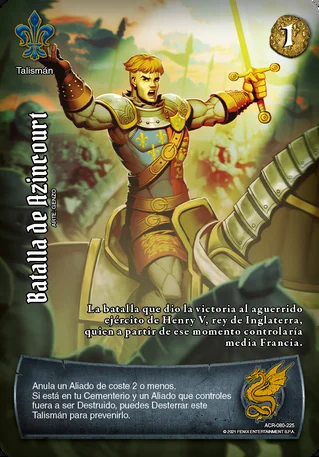 1
Talismán
Batalla de Azincourt
ARTE: GENZO
La batalla que dio la victoria al aguerrido
ejército de Henry V, rey de Inglaterra,
quien a partir de ese momento controlaría
media Francia.
Anula un Aliado de coste 2 o menos.
Si está en tu Cementerio y un Aliado que controles
fuera a ser Destruido, puedes Desterrar este
Talismán para prevenirlo.
ACR-080-225
© 2021 FENIX ENTERTAINMENT S.P.A.